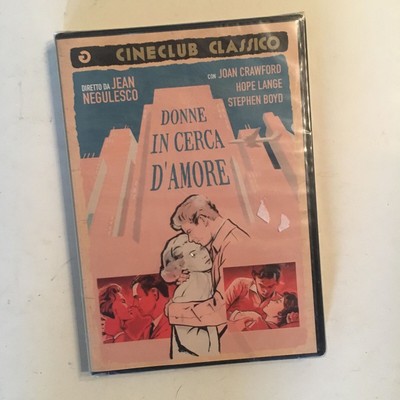 CINECLUB CLASSICO
DIRETTO DA JEAN
NEGULESCO
CON JOAN CRAWFORD
HOPE LANGE
STEPHEN BOYD
DONNE
IN CERCA
D'AMORE